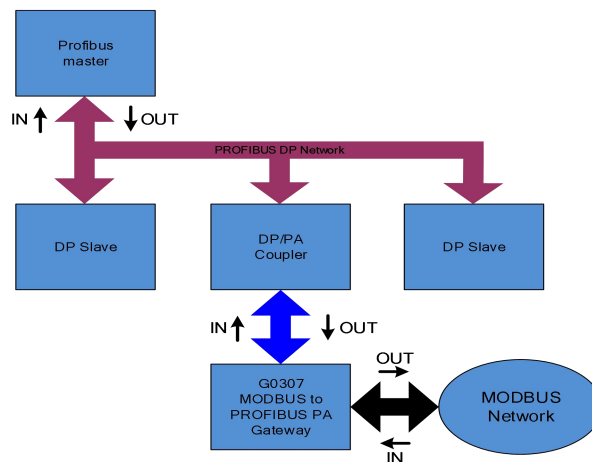 Profibus
master
IN
OUT
PROFIBUS DP Network
DP Slave
DP/PA
Coupler
DP Slave
IN
OUT
G0307
MODBUS to
PROFIBUS PA
Gateway
OUT
IN
MODBUS
Network